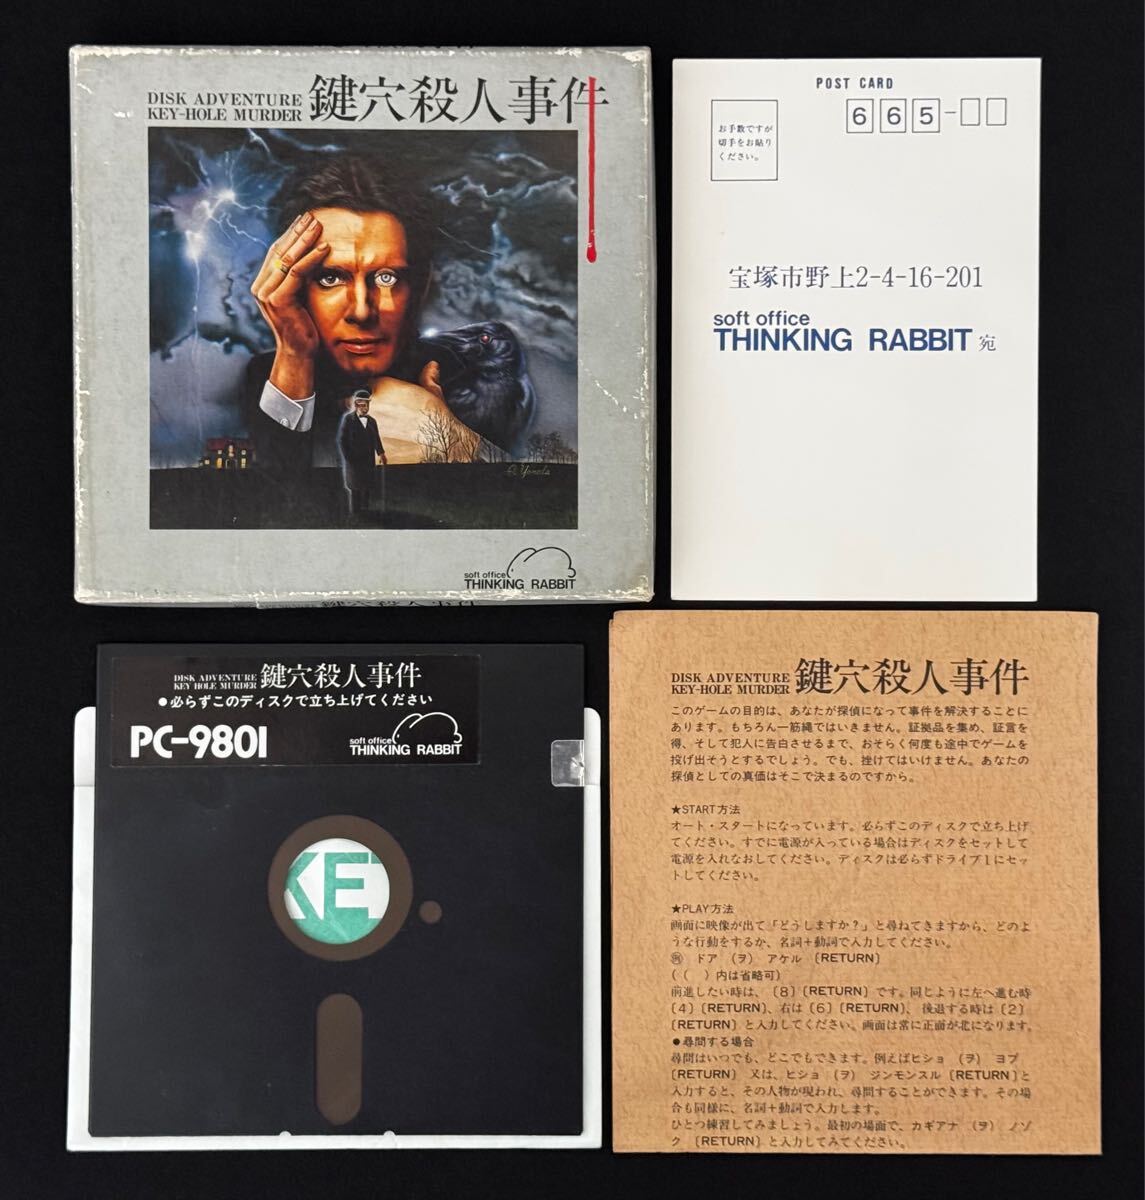 DISK ADVENTURE
KEY-HOLE MURDER 鍵穴殺人事件
soft office
THINKING RABBIT
POST CARD
お手数ですが
切手をお貼り
ください。
665-
宝塚市野上2-4-16-201
soft office
THINKING RABBIT 宛
DISK ADVENTURE
KEY HOLE MURDER 鍵穴殺人事件
●必らずこのディスクで立ち上げてください
PC-9801
soft office
THINKING RABBIT
KE
DISK ADVENTURE
KEY-HOLE MURDER 鍵穴殺人事件
このゲームの目的は、あなたが探偵になって事件を解決することに
あります。もちろん一筋縄ではいきません。証拠品を集め、証言を
得、そして犯人に告白させるまで、おそらく何度も途中でゲームを
投げ出そうとするでしょう。でも、挫けてはいけません。あなたの
探偵としての真価はそこで決まるのですから。
★START方法
オート・スタートになっています。必らずこのディスクで立ち上げ
てください。すでに電源が入っている場合はディスクをセットして
電源を入れなおしてください。ディスクは必らずドライブ1にセッ
トしてください。
★PLAY方法
画面に映像が出て「どうしますか?」と尋ねてきますから、どのよ
うな行動をするか、名詞+動詞で入力してください。
㋹ ドア (ヲ) アケル 〔RETURN〕
(( )内は省略可)
前進したい時は、〔8〕〔RETURN〕です。同じように左へ進む時
〔4〕〔RETURN〕、右は〔6〕〔RETURN〕、後退する時は〔2〕
〔RETURN〕と入力してください。画面は常に正面が北になります。
●尋問する場合
尋問はいつでも、どこでもできます。例えばヒショ (ヲ) ヨブ
〔RETURN〕又は、ヒショ (ヲ) ジンモンスル〔RETURN〕と
入力すると、その人物が現われ、尋問することができます。その場
合も同様に、名詞+動詞で入力します。
ひとつ練習してみましょう。最初の場面で、カギアナ (ヲ) ノゾ
ク 〔RETURN〕と入力してみてください。